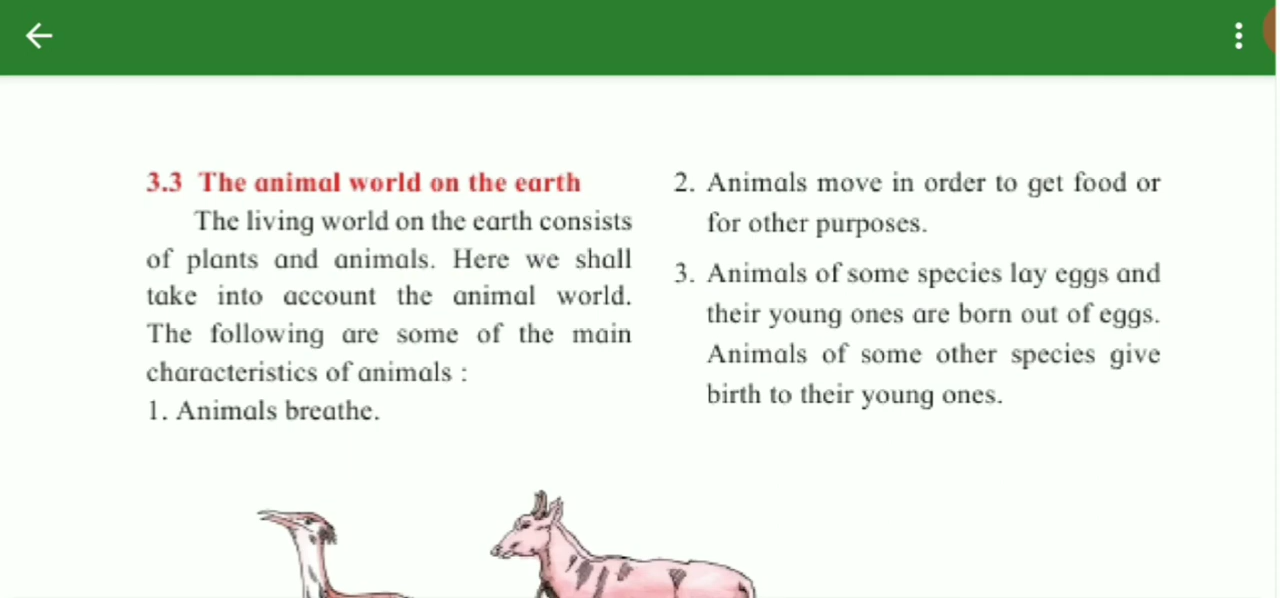 3.3 The animal world on the earth
The living world on the earth consists
of plants and animals. Here we shall
take into account the animal world.
The following are some of the main
characteristics of animals :
1. Animals breathe.
2. Animals move in order to get food or
for other purposes.
3. Animals of some species lay eggs and
their young ones are born out of eggs.
Animals of some other species give
birth to their young ones.